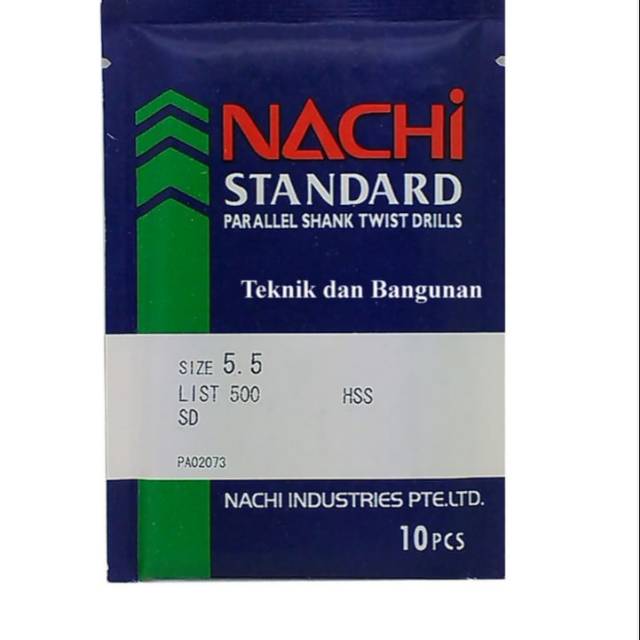 NACHi
STANDARD
PARALLEL SHANK TWIST DRILLS
Teknik dan Bangunan
SIZE 5.5
LIST 500 HSS
SD
PA02073
NACHI INDUSTRIES PTE.LTD.
10PCS